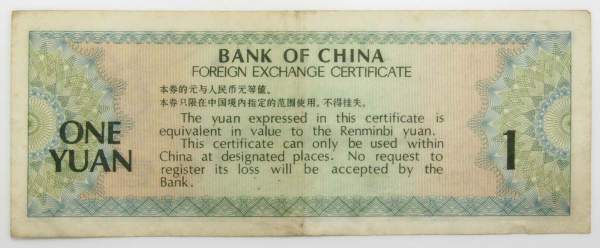 BANK OF CHINA
FOREIGN EXCHANGE CERTIFICATE
本券的元与人民币元等值。
本券只限在中国境内指定的范围使用，不得挂失。
The yuan expressed in this certificate is
equivalent in value to the Renminbi yuan.
This certificate can only be used within
China at designated places. No request to
register its loss will be accepted by the
Bank.
ONE
YUAN
1